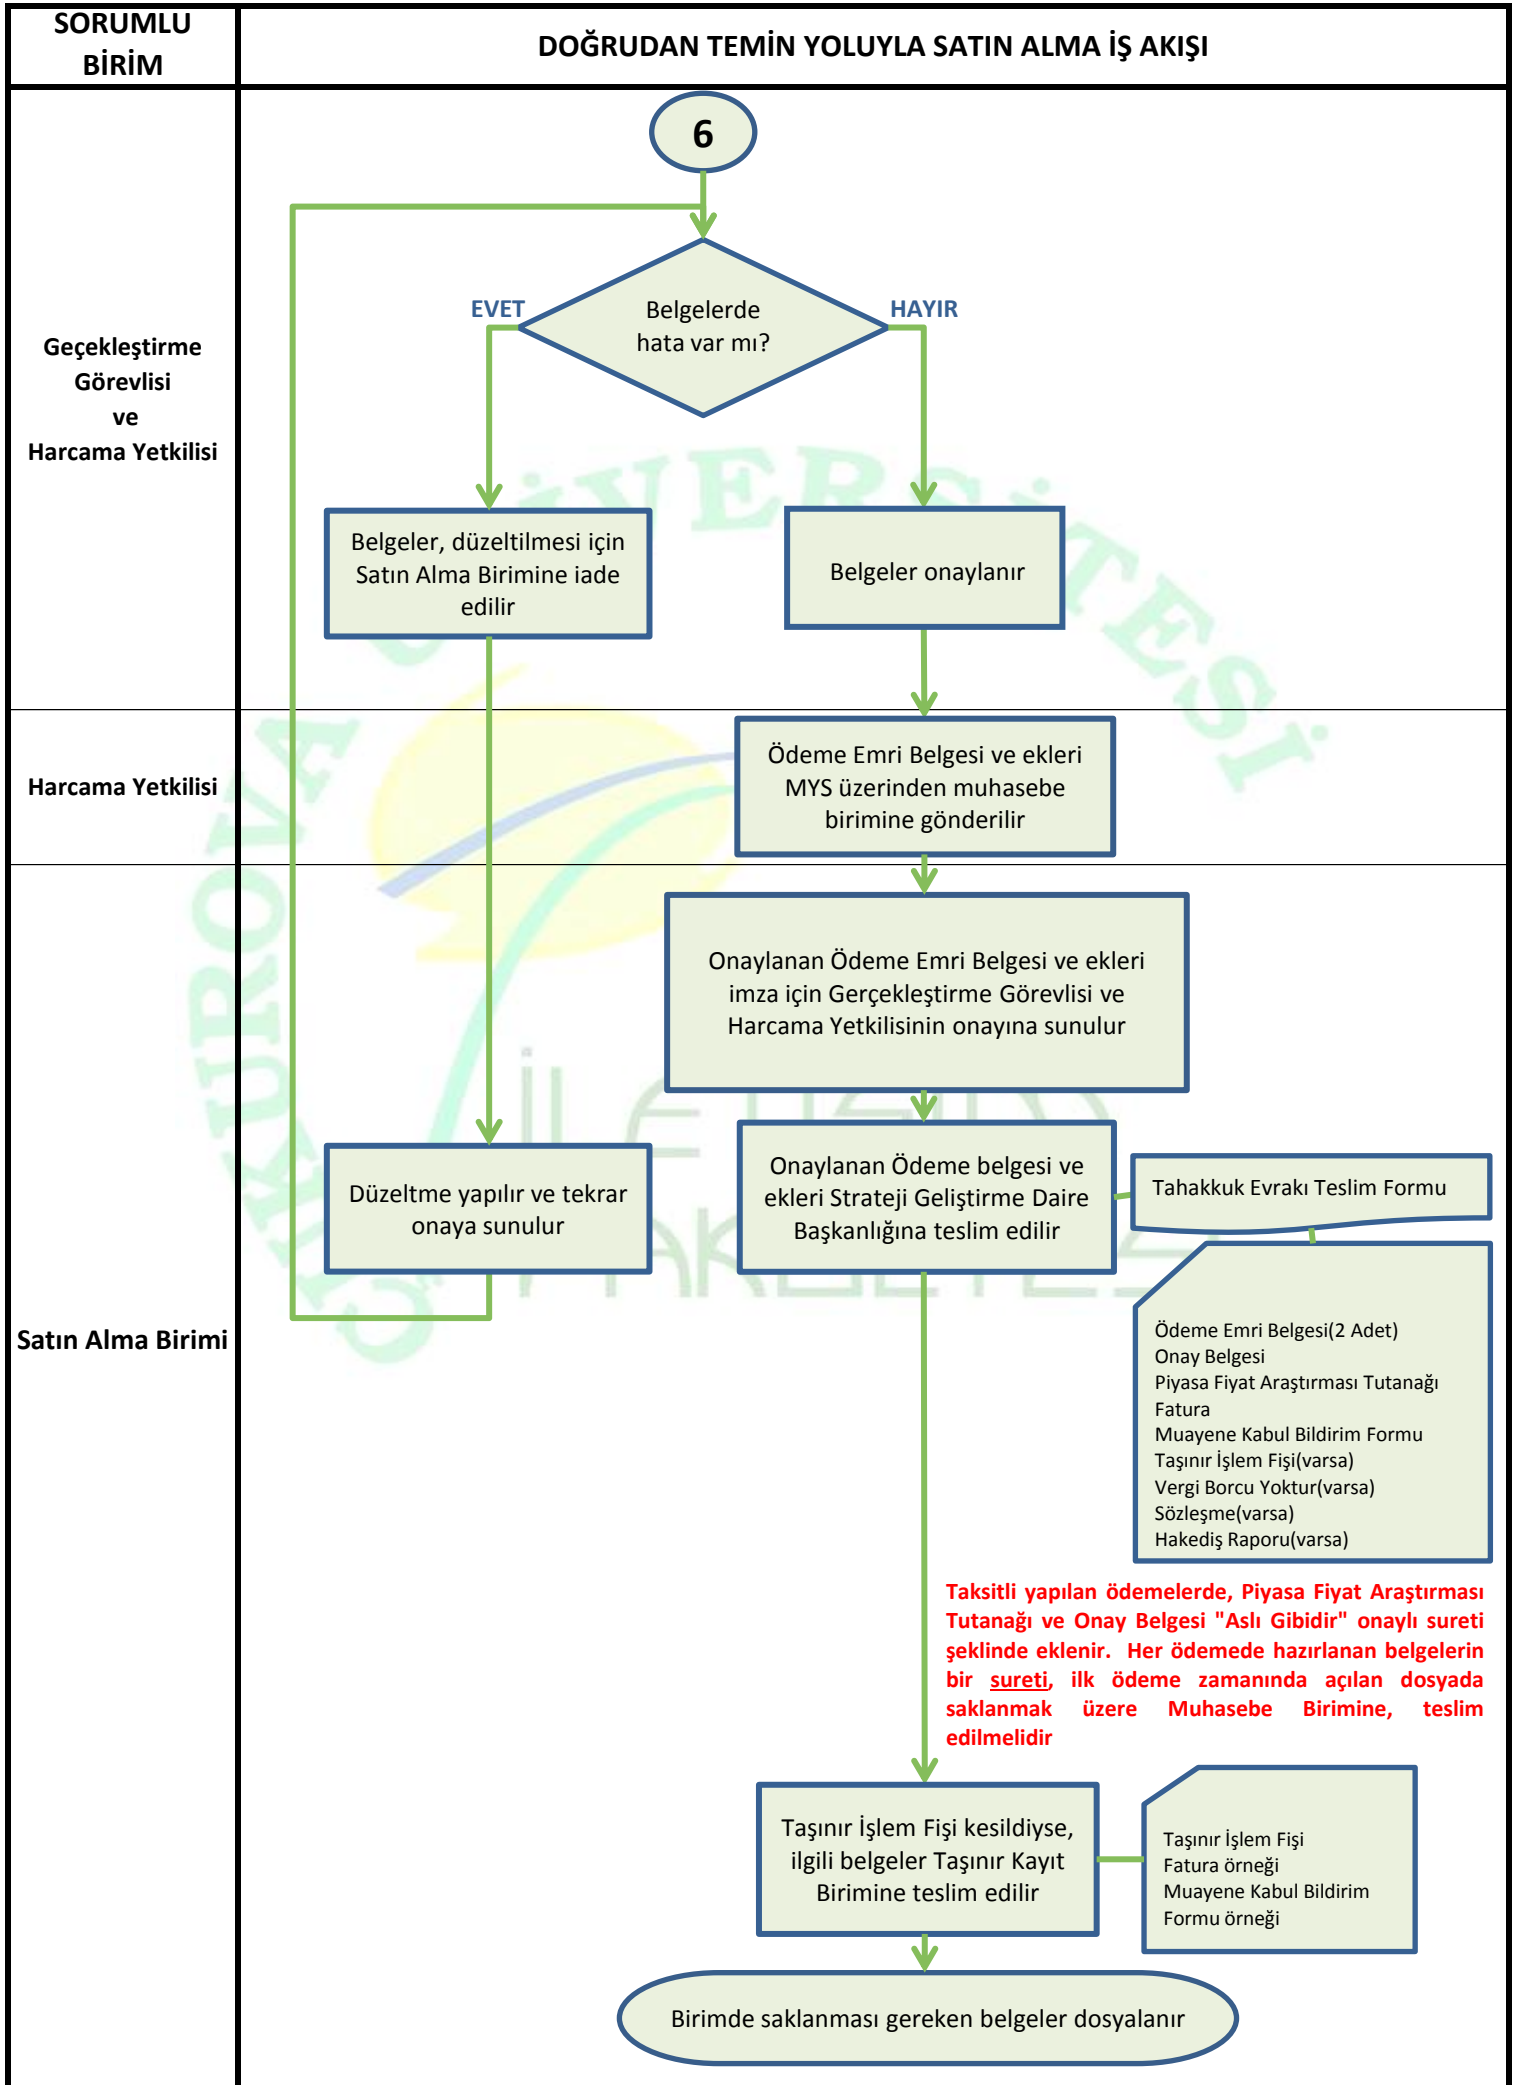 SORUMLU
BİRİM
DOĞRUDAN TEMİN YOLUYLA SATIN ALMA İŞ AKIŞI
6
EVET
HAYIR
Belgelerde
hata var mı?
Geçekleştirme
Görevlisi
ve
Harcama Yetkilisi
Belgeler, düzeltilmesi için
Satın Alma Birimine iade
edilir
Belgeler onaylanır
Harcama Yetkilisi
Ödeme Emri Belgesi ve ekleri
MYS üzerinden muhasebe
birimine gönderilir
Onaylanan Ödeme Emri Belgesi ve ekleri
imza için Gerçekleştirme Görevlisi ve
Harcama Yetkilisinin onayına sunulur
Satın Alma Birimi
Düzeltme yapılır ve tekrar
onaya sunulur
Onaylanan Ödeme belgesi ve
ekleri Strateji Geliştirme Daire
Başkanlığına teslim edilir
Tahakkuk Evrakı Teslim Formu
Ödeme Emri Belgesi(2 Adet)
Onay Belgesi
Piyasa Fiyat Araştırması Tutanağı
Fatura
Muayene Kabul Bildirim Formu
Taşınır İşlem Fişi(varsa)
Vergi Borcu Yoktur(varsa)
Sözleşme(varsa)
Hakediş Raporu(varsa)
Taksitli yapılan ödemelerde, Piyasa Fiyat Araştırması
Tutanağı ve Onay Belgesi "Aslı Gibidir" onaylı sureti
şeklinde eklenir. Her ödemede hazırlanan belgelerin
bir sureti, ilk ödeme zamanında açılan dosyada
saklanmak üzere Muhasebe Birimine, teslim
edilmelidir
Taşınır İşlem Fişi kesildiyse,
ilgili belgeler Taşınır Kayıt
Birimine teslim edilir
Taşınır İşlem Fişi
Fatura örneği
Muayene Kabul Bildirim
Formu örneği
Birimde saklanması gereken belgeler dosyalanır
ÇUKUROVA ÜNİVERSİTESİ
İLETİŞİM
FAKÜLTESİ